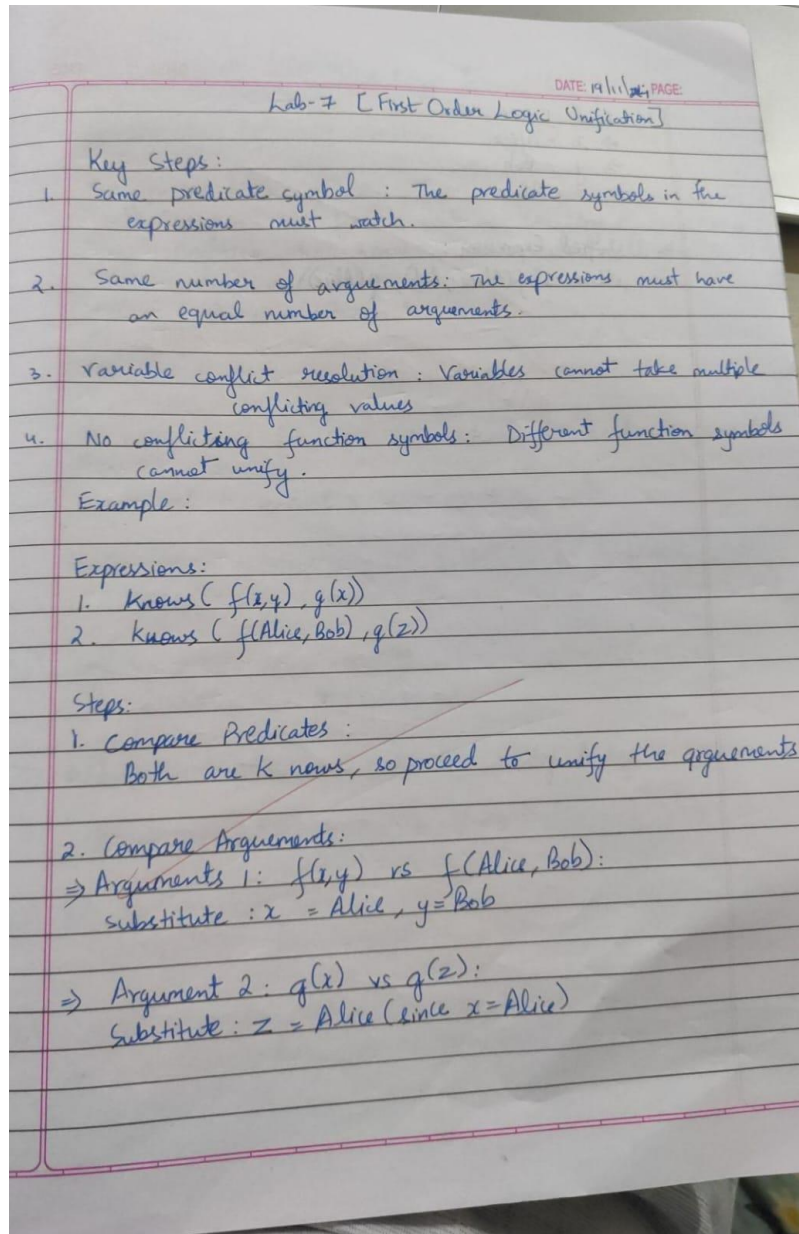 DATE: 19/11/ PAGE:
Lab-7 [First Order Logic Unification]
Key Steps:
1. Same predicate symbol : The predicate symbols in the
expressions must watch.
2. Same number of arguements: The expressions must have
an equal number of arguements.
3. Variable conflict resolution : Variables cannot take multiple
conflicting values
4. No conflicting function symbols: Different function symbols
cannot unify.
Example :
Expressions:
1. Knows ( f(x,y), g(x))
2. Knows ( f(Alice, Bob), g(z))
Steps:
1. Compare Predicates :
Both are K nows, so proceed to unify the arguements
2. Compare Arguements:
⇒ Arguments 1: f(x,y) vs f(Alice, Bob):
substitute : x = Alice, y= Bob
⇒ Argument 2: g(x) vs g(z):
Substitute : z = Alice (since x=Alice)